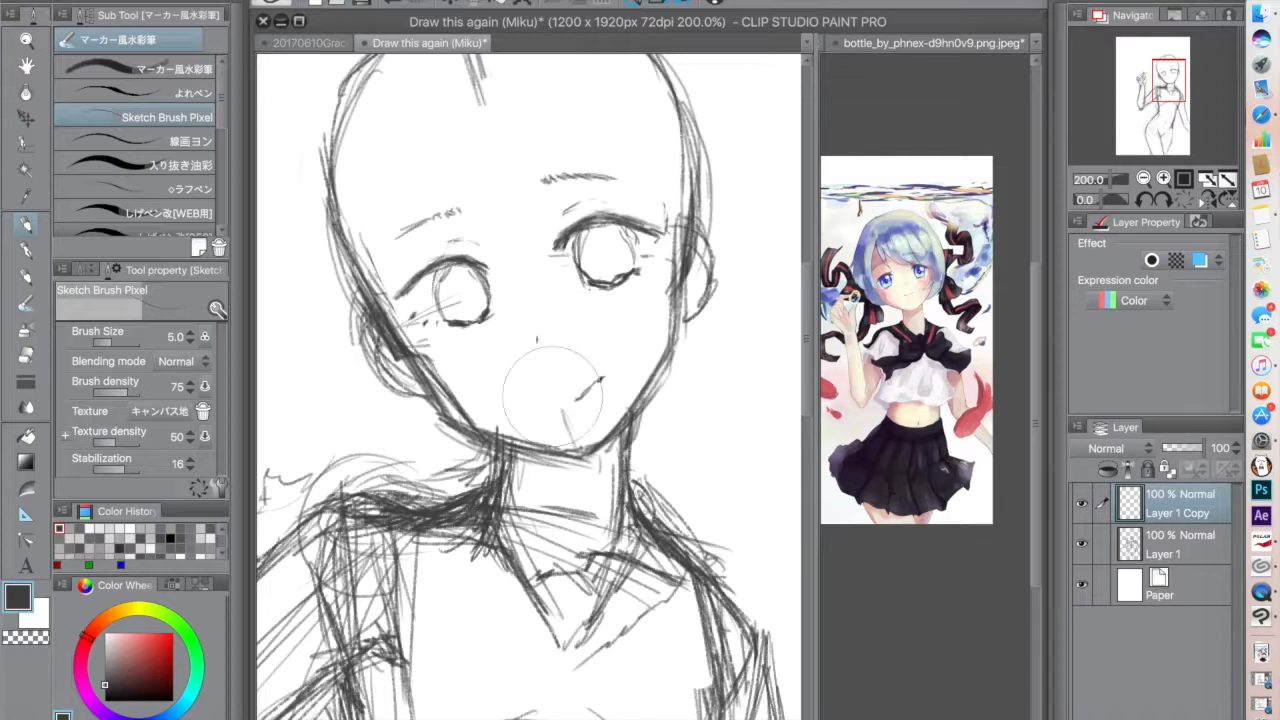 Draw this again (Miku)* (1200 x 1920px 72dpi 200.0%) - CLIP STUDIO PAINT PRO
Sub Tool [マーカー風水彩筆]
マーカー風水彩筆
20170610Grac
Draw this again (Miku)*
bottle_by_phnex-d9hn0v9.png.jpeg*
Navigato
マーカー風水彩筆
よれペン
Sketch Brush Pixel
線画ヨン
入り抜き油彩
◇ラフペン
しげペン改[WEB用]
200.0
0.0
Layer Property
Effect
Expression color
Color
Tool property [Sketch
Sketch Brush Pixel
Brush Size
5.0
Blending mode
Normal
Brush density
75
Texture
キャンバス地
Texture density
50
Stabilization
16
Color Histor
Color Wheel
Layer
Normal
100
100 % Normal
Layer 1 Copy
100 % Normal
Layer 1
Paper
10
Ps
Ae